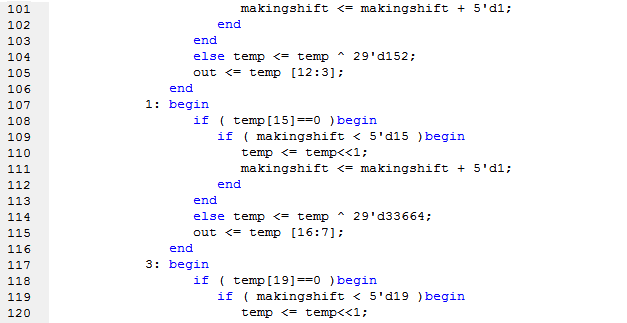 101 makingshift <= makingshift + 5'd1;
102 end
103 end
104 else temp <= temp ^ 29'd152;
105 out <= temp [12:3];
106 end
107 1: begin
108 if ( temp[15]==0 )begin
109 if ( makingshift < 5'd15 )begin
110 temp <= temp<<1;
111 makingshift <= makingshift + 5'd1;
112 end
113 end
114 else temp <= temp ^ 29'd33664;
115 out <= temp [16:7];
116 end
117 3: begin
118 if ( temp[19]==0 )begin
119 if ( makingshift < 5'd19 )begin
120 temp <= temp<<1;